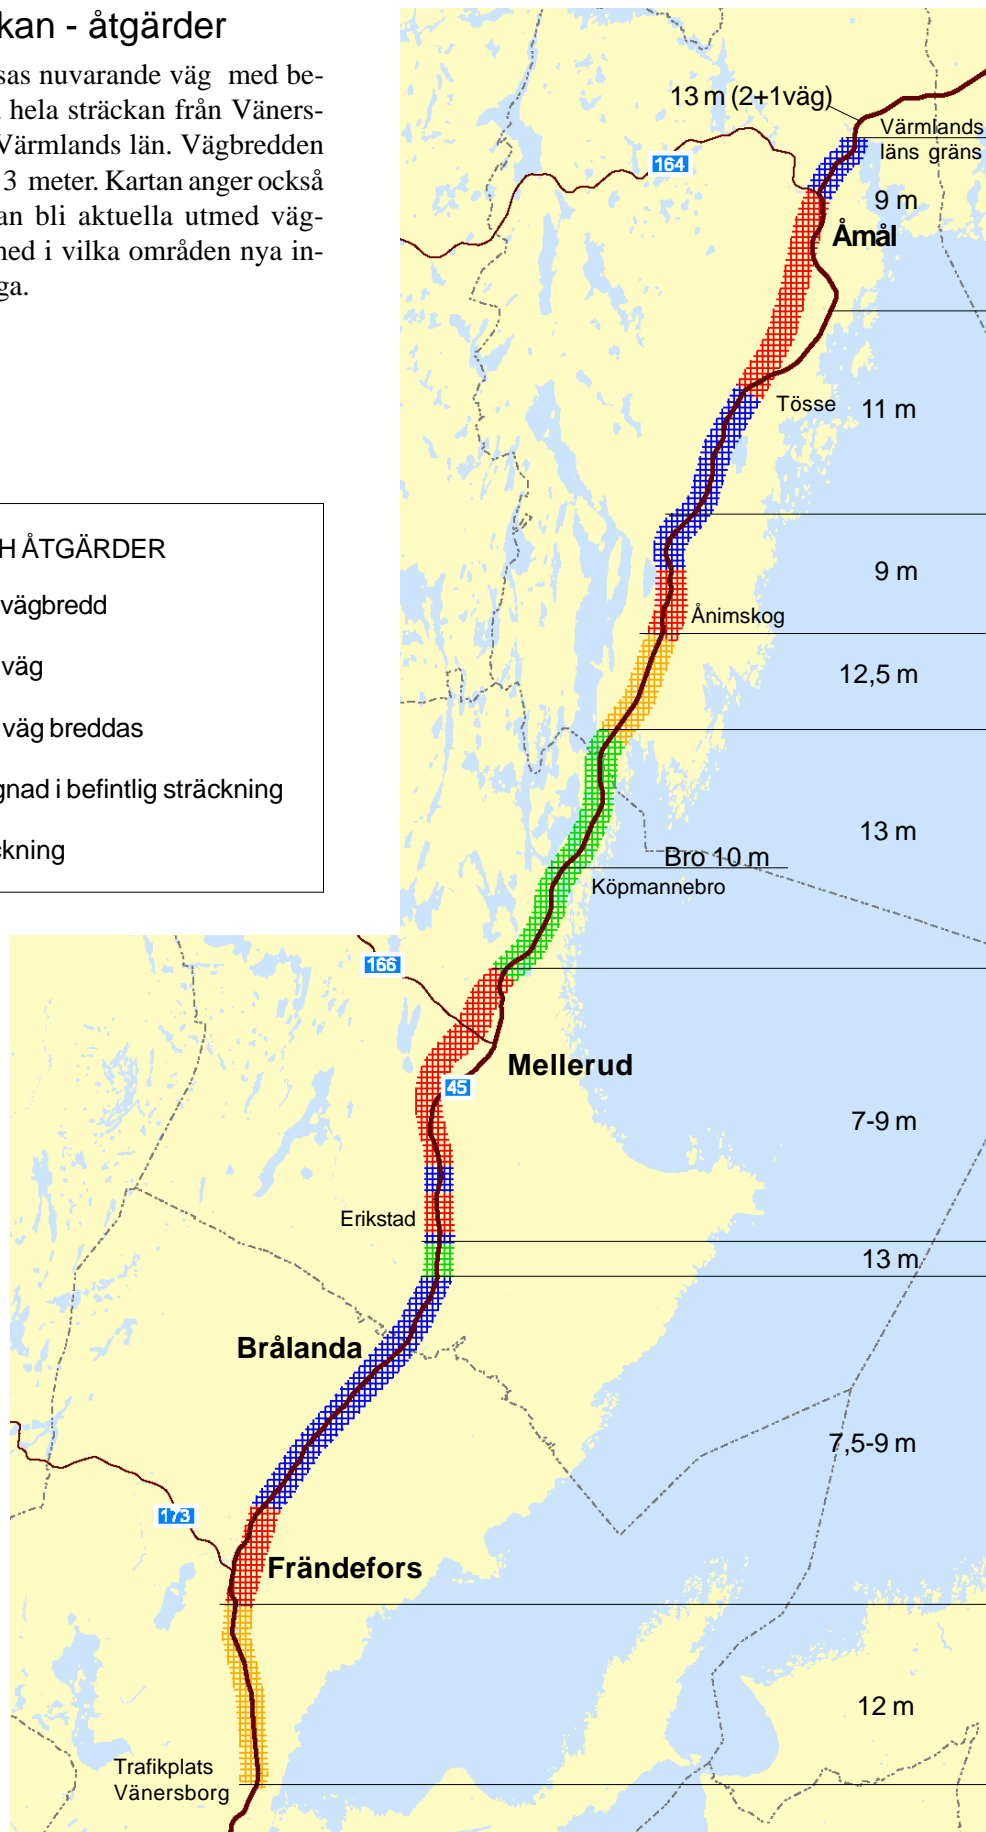 kan - åtgärder
sas nuvarande väg med be-
hela sträckan från Väners-
Värmlands län. Vägbredden
3 meter. Kartan anger också
an bli aktuella utmed väg-
ned i vilka områden nya in-
ga.
H ÅTGÄRDER
vägbredd
väg
väg breddas
gnad i befintlig sträckning
ckning
13 m (2+1väg)
Värmlands
läns gräns
164
9 m
Åmål
Tösse
11 m
9 m
Ånimskog
12,5 m
13 m
Bro 10 m
Köpmannebro
166
Mellerud
45
7-9 m
Erikstad
13 m
Brålanda
7,5-9 m
173
Frändefors
12 m
Trafikplats
Vänersborg